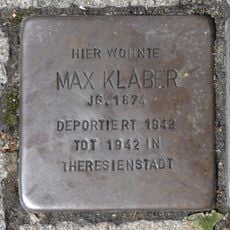 HIER WOHNTE
MAX KLABER
JG. 1874
DEPORTIERT 1942
TOT 1942 IN
THERESIENSTADT